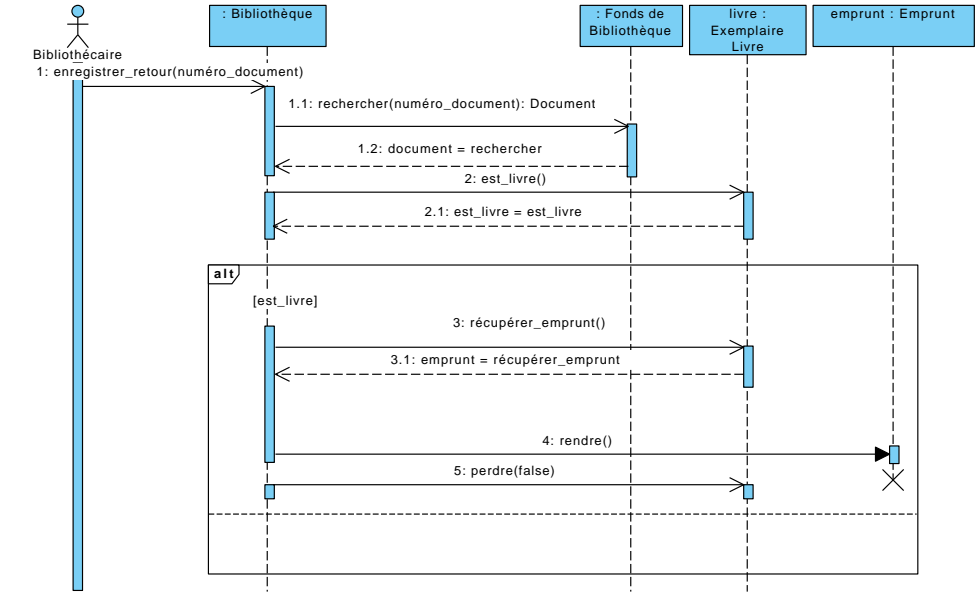 : Bibliothèque
: Fonds de
Bibliothèque
livre :
Exemplaire
Livre
emprunt : Emprunt
Bibliothécaire
1: enregistrer_retour(numéro_document)
1.1: rechercher(numéro_document): Document
1.2: document = rechercher
2: est_livre()
2.1: est_livre = est_livre
alt
[est_livre]
3: récupérer_emprunt()
3.1: emprunt = récupérer_emprunt
4: rendre()
5: perdre(false)